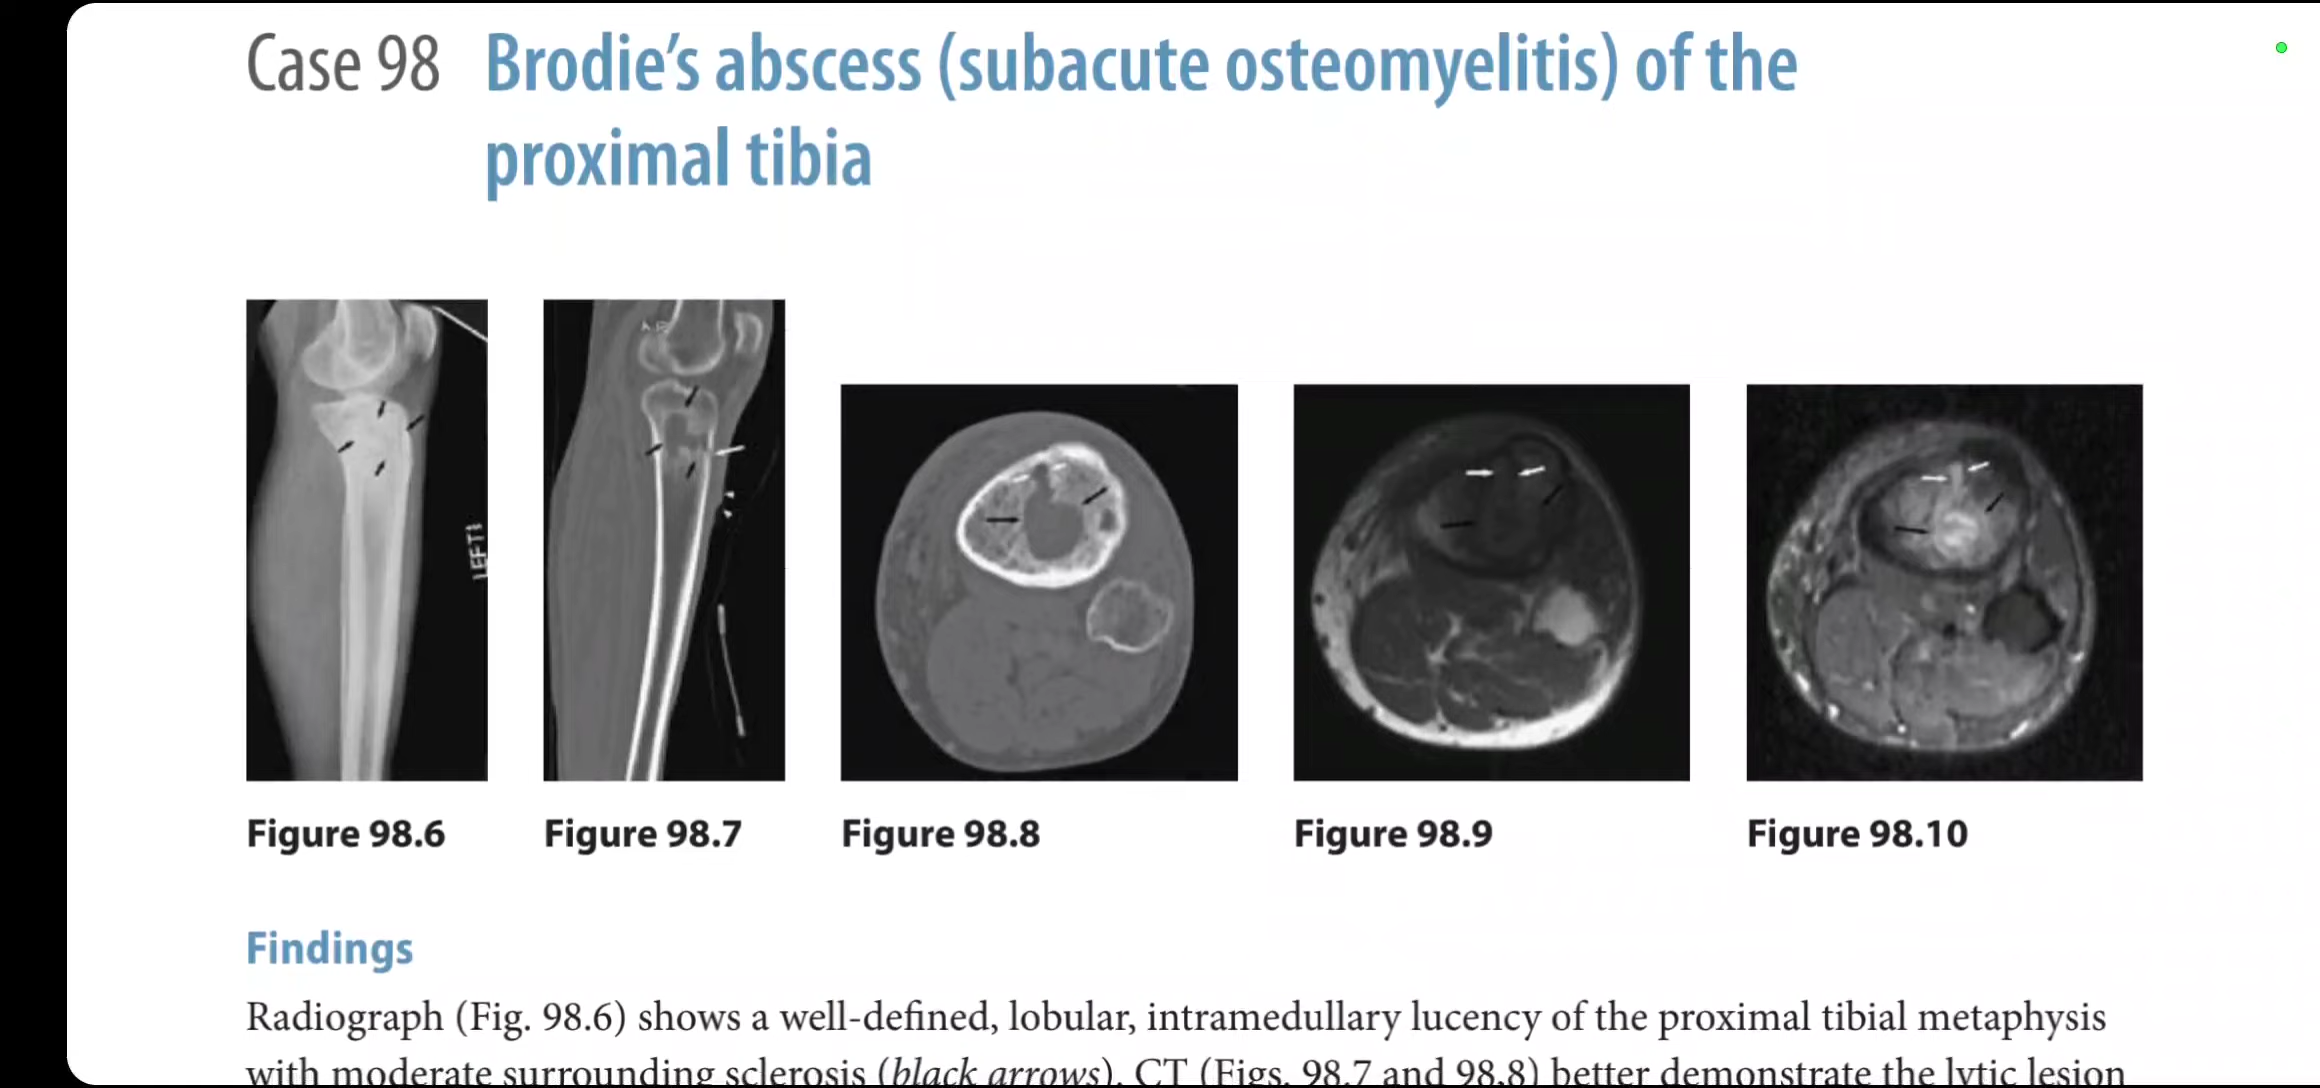 Case 98 Brodie's abscess (subacute osteomyelitis) of the
proximal tibia
LEFT
Figure 98.6
Figure 98.7
Figure 98.8
Figure 98.9
Figure 98.10
Findings
Radiograph (Fig. 98.6) shows a well-defined, lobular, intramedullary lucency of the proximal tibial metaphysis
with moderate surrounding sclerosis (black arrows). CT (Figs. 98.7 and 98.8) better demonstrate the lytic lesion